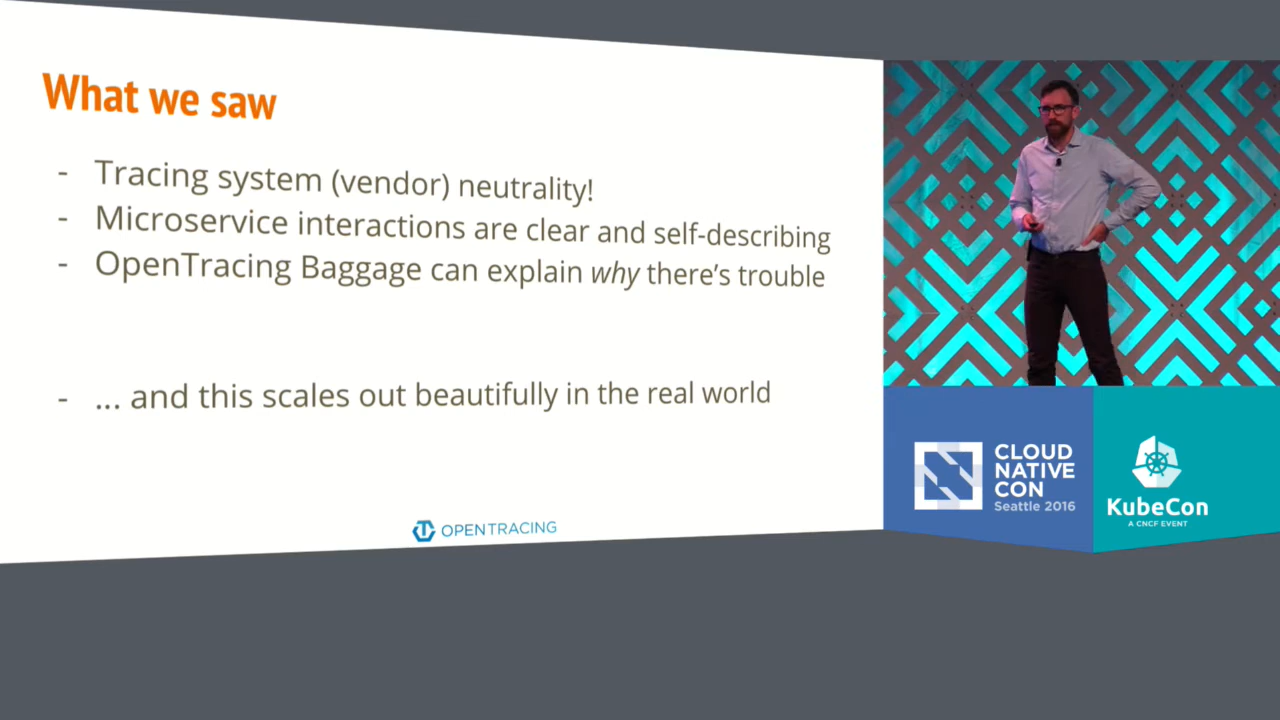 What we saw
- Tracing system (vendor) neutrality!
- Microservice interactions are clear and self-describing
- OpenTracing Baggage can explain why there's trouble
- ... and this scales out beautifully in the real world
OPENTRACING
CLOUD
NATIVE
CON
Seattle 2016
KubeCon
A CNCF EVENT